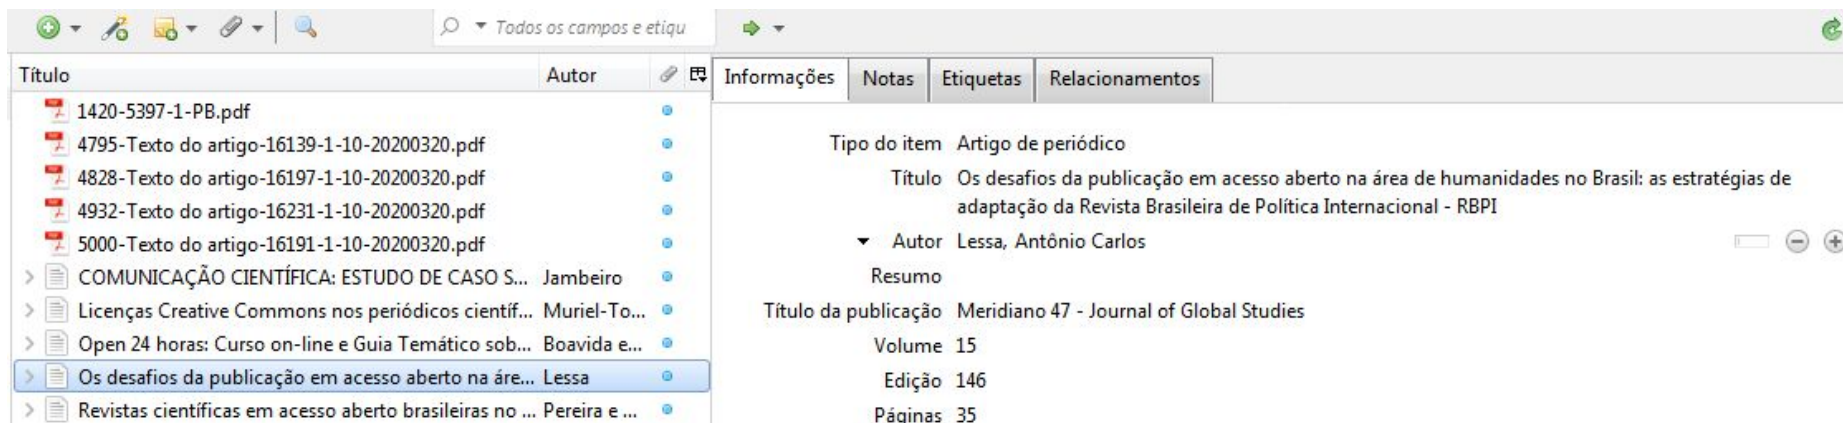 Todos os campos e etiqu
Título Autor
1420-5397-1-PB.pdf
4795-Texto do artigo-16139-1-10-20200320.pdf
4828-Texto do artigo-16197-1-10-20200320.pdf
4932-Texto do artigo-16231-1-10-20200320.pdf
5000-Texto do artigo-16191-1-10-20200320.pdf
COMUNICAÇÃO CIENTÍFICA: ESTUDO DE CASO S... Jambeiro
Licenças Creative Commons nos periódicos científ... Muriel-To...
Open 24 horas: Curso on-line e Guia Temático sob... Boavida e...
Os desafios da publicação em acesso aberto na áre... Lessa
Revistas científicas em acesso aberto brasileiras no ... Pereira e ...
Informações Notas Etiquetas Relacionamentos
Tipo do item Artigo de periódico
Título Os desafios da publicação em acesso aberto na área de humanidades no Brasil: as estratégias de
adaptação da Revista Brasileira de Política Internacional - RBPI
Autor Lessa, Antônio Carlos
Resumo
Título da publicação Meridiano 47 - Journal of Global Studies
Volume 15
Edição 146
Páginas 35